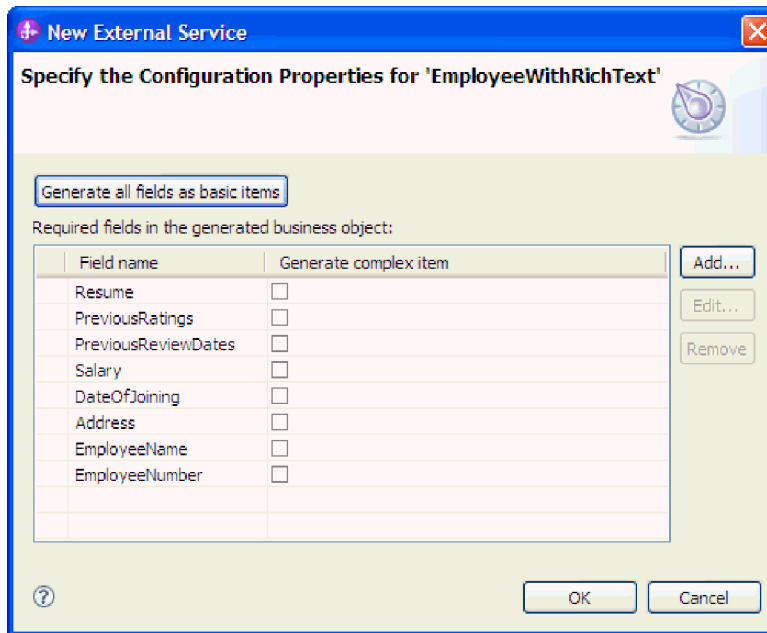 New External Service
Specify the Configuration Properties for 'EmployeeWithRichText'
Generate all fields as basic items
Required fields in the generated business object:
Field name Generate complex item
Add...
Resume
Edit...
PreviousRatings
PreviousReviewDates
Remove
Salary
DateOfJoining
Address
EmployeeName
EmployeeNumber
? OK Cancel